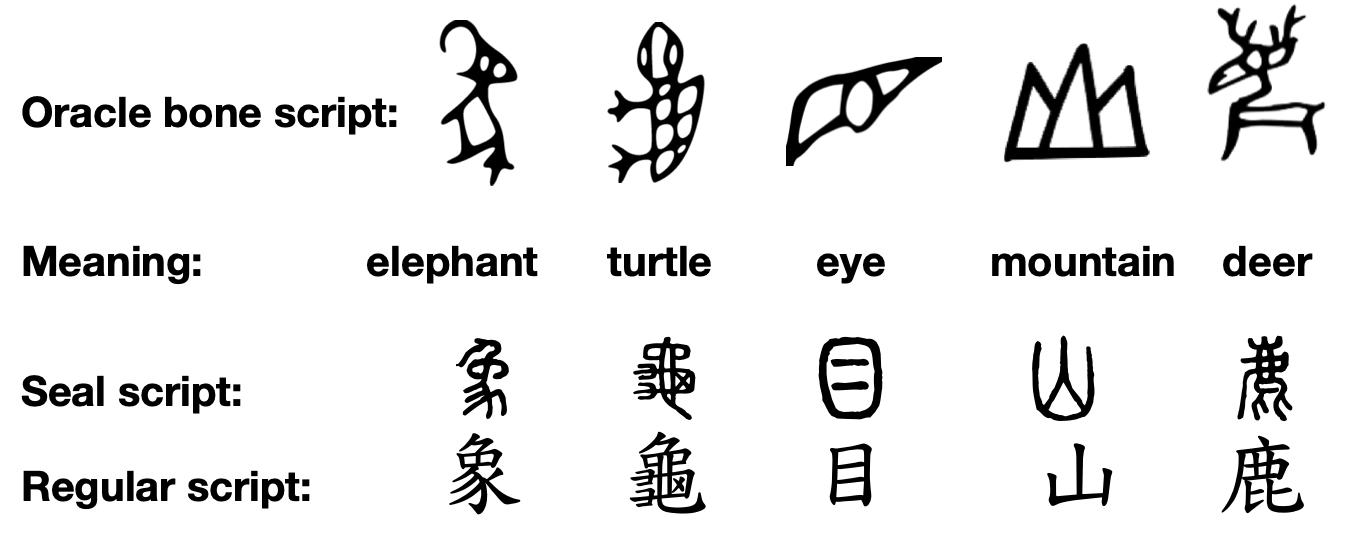 Oracle bone script:
Meaning: elephant turtle eye mountain deer
Seal script: 象 龜 目 山 鹿
Regular script: 象 龜 目 山 鹿